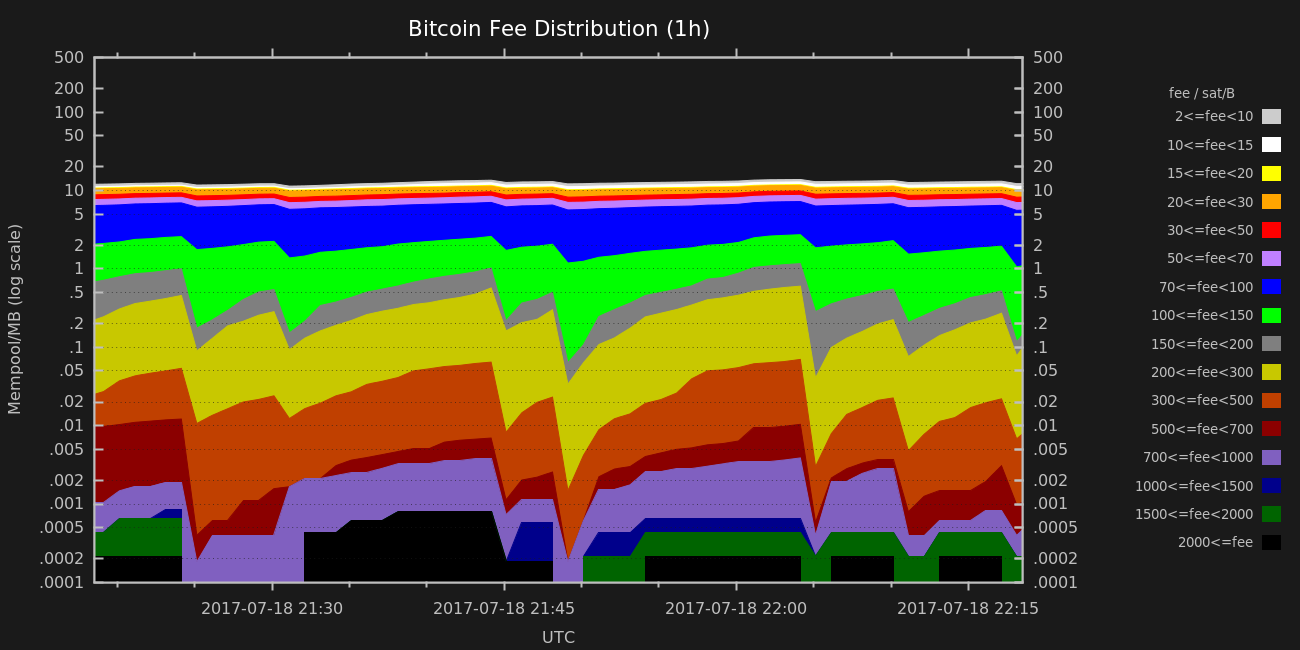 Bitcoin Fee Distribution (1h)
500
200
100
50
20
10
5
2
1
.5
.2
.1
.05
.02
.01
.005
.002
.001
.0005
.0002
.0001
Mempool/MB (log scale)
500
200
100
50
20
10
5
2
1
.5
.2
.1
.05
.02
.01
.005
.002
.001
.0005
.0002
.0001
2017-07-18 21:30
2017-07-18 21:45
2017-07-18 22:00
2017-07-18 22:15
UTC
fee / sat/B
2<=fee<10
10<=fee<15
15<=fee<20
20<=fee<30
30<=fee<50
50<=fee<70
70<=fee<100
100<=fee<150
150<=fee<200
200<=fee<300
300<=fee<500
500<=fee<700
700<=fee<1000
1000<=fee<1500
1500<=fee<2000
2000<=fee